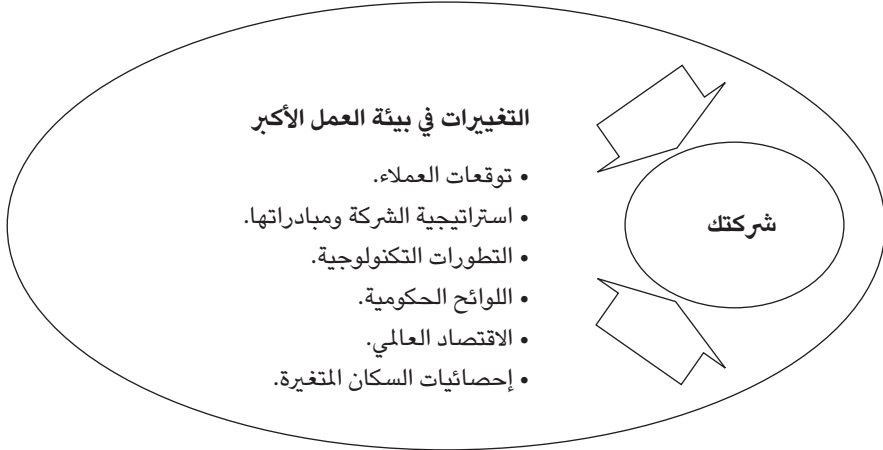 التغييرات في بيئة العمل الأكبر
• توقعات العملاء.
• استراتيجية الشركة ومبادراتها.
• التطورات التكنولوجية.
• اللوائح الحكومية.
• الاقتصاد العالمي.
• إحصائيات السكان المتغيرة.
شركتك